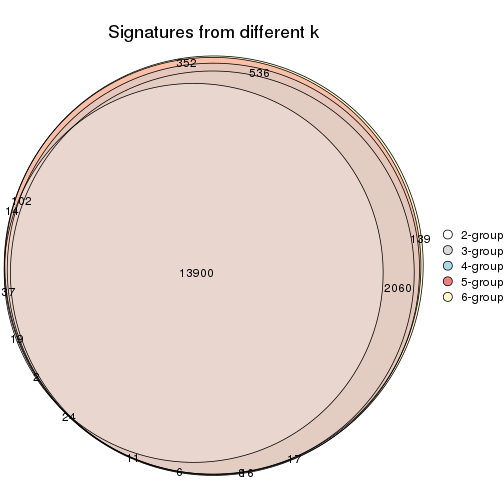 Signatures from different k
352
536
102
14
139
13900
2060
37
19
2
24
11
6
16
17
2-group
3-group
4-group
5-group
6-group